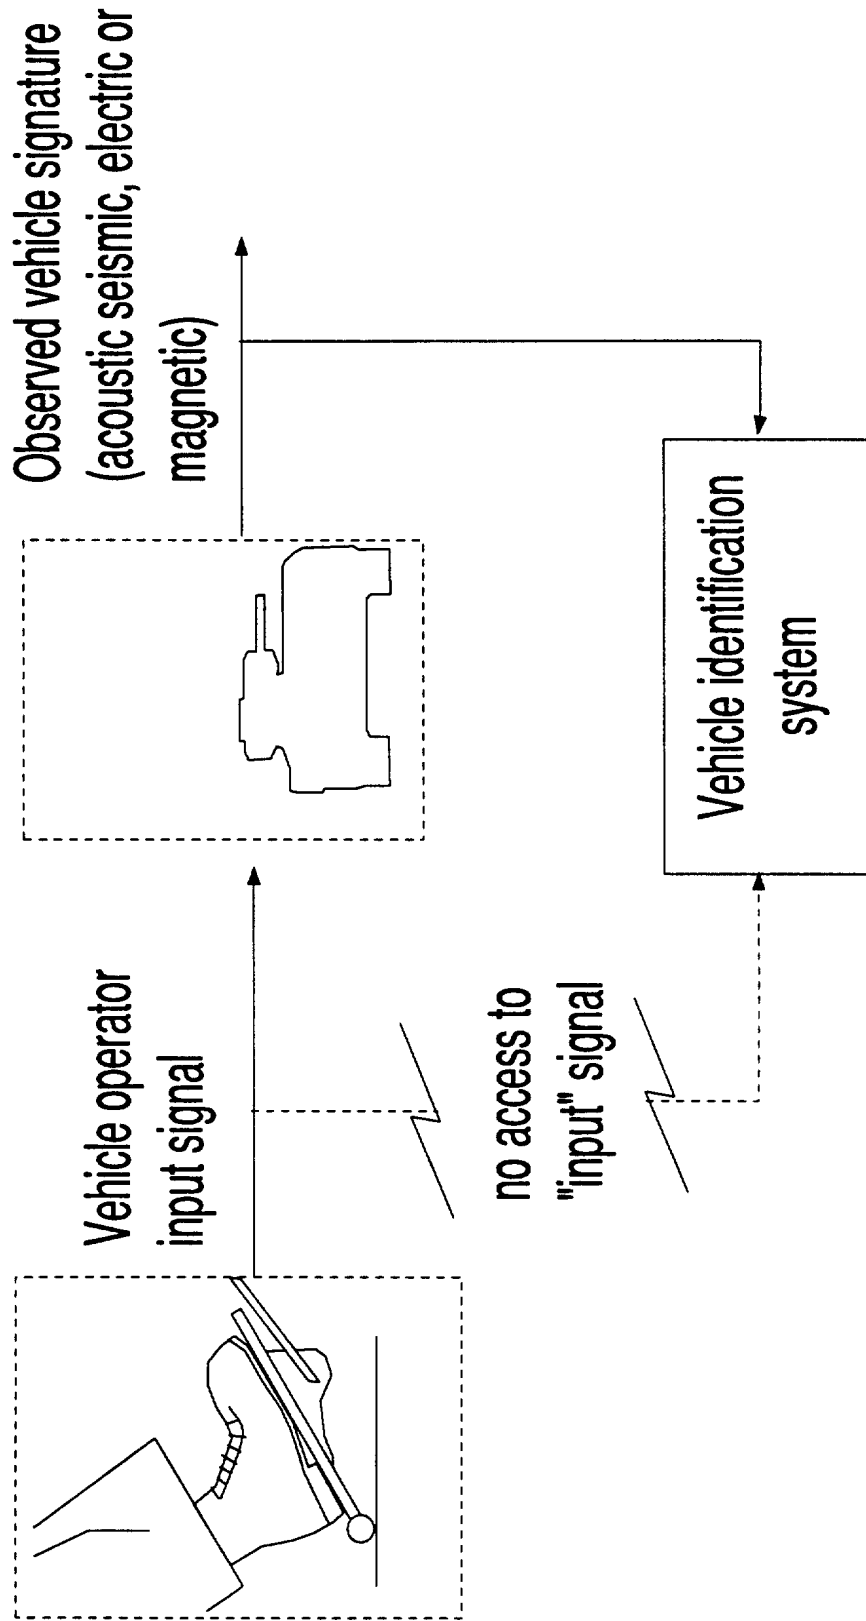 Vehicle operator
input signal
Observed vehicle signature
(acoustic seismic, electric or
magnetic)
no access to
"input" signal
Vehicle identification
system